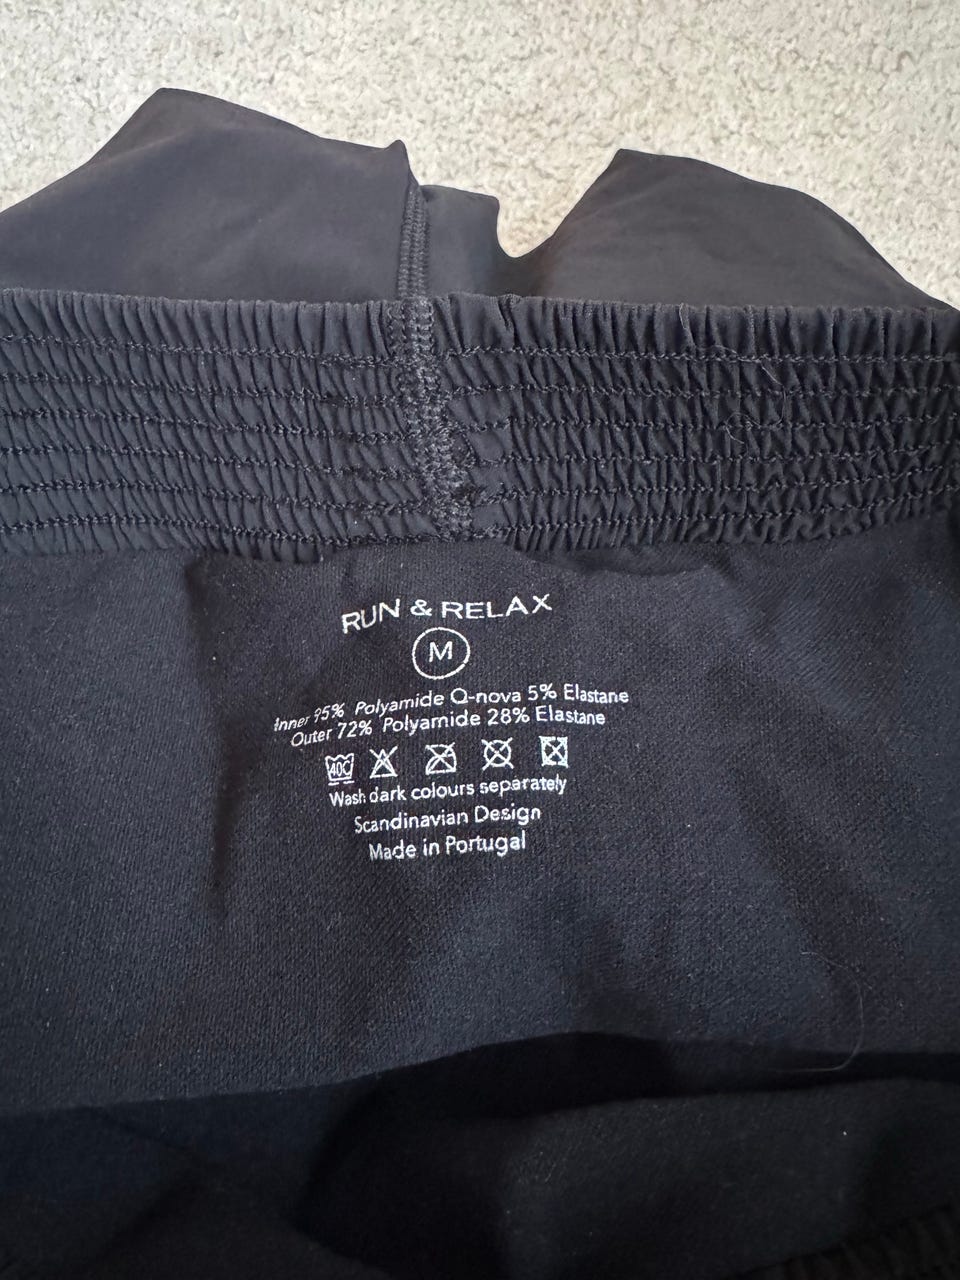 RUN & RELAX
M
Inner 95% Polyamide Q-nova 5% Elastane
Outer 72% Polyamide 28% Elastane
40C
Wash dark colours separately
Scandinavian Design
Made in Portugal